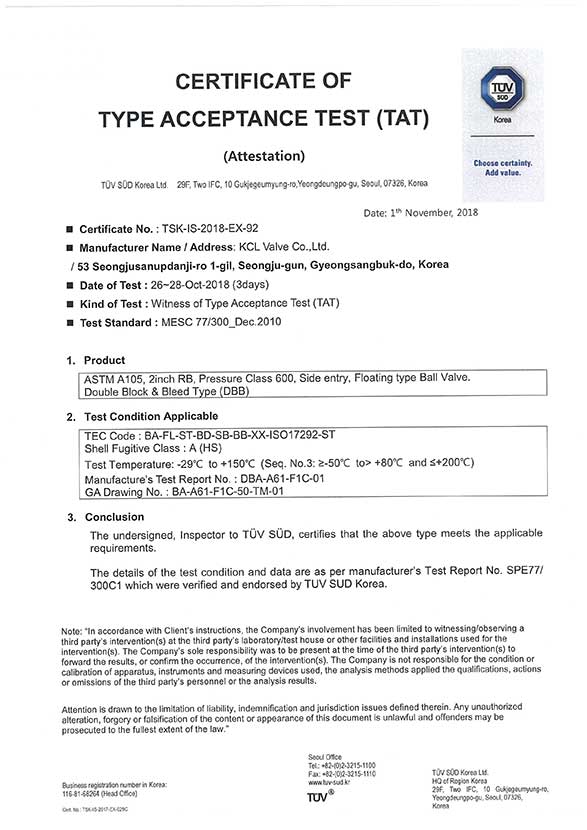 CERTIFICATE OF
TYPE ACCEPTANCE TEST (TAT)
(Attestation)
TÜV SÜD Korea Ltd. 29F, Two IFC, 10 Gukjegeumyung-ro,Yeongdeungpo-gu, Seoul, 07326, Korea
TÜV
SÜD
Korea
Choose certainty.
Add value.
Date: 1th November, 2018
■ Certificate No. : TSK-IS-2018-EX-92
■ Manufacturer Name / Address: KCL Valve Co.,Ltd.
/ 53 Seongjusanupdanji-ro 1-gil, Seongju-gun, Gyeongsangbuk-do, Korea
■ Date of Test : 26~28-Oct-2018 (3days)
■ Kind of Test : Witness of Type Acceptance Test (TAT)
■ Test Standard : MESC 77/300_Dec.2010
1. Product
ASTM A105, 2inch RB, Pressure Class 600, Side entry, Floating type Ball Valve.
Double Block & Bleed Type (DBB)
2. Test Condition Applicable
TEC Code : BA-FL-ST-BD-SB-BB-XX-ISO17292-ST
Shell Fugitive Class : A (HS)
Test Temperature: -29℃ to +150℃ (Seq. No.3: ≥-50℃ to> +80℃ and ≤+200℃)
Manufacture's Test Report No. : DBA-A61-F1C-01
GA Drawing No. : BA-A61-F1C-50-TM-01
3. Conclusion
The undersigned, Inspector to TÜV SÜD, certifies that the above type meets the applicable
requirements.
The details of the test condition and data are as per manufacturer's Test Report No. SPE77/
300C1 which were verified and endorsed by TUV SUD Korea.
Note: "In accordance with Client's instructions, the Company's involvement has been limited to witnessing/observing a
third party's intervention(s) at the third party's laboratory/test house or other facilities and installations used for the
intervention(s). The Company's sole responsibility was to be present at the time of the third party's intervention(s) to
forward the results, or confirm the occurrence, of the intervention(s). The Company is not responsible for the condition or
calibration of apparatus, instruments and measuring devices used, the analysis methods applied the qualifications, actions
or omissions of the third party's personnel or the analysis results.
Attention is drawn to the limitation of liability, indemnification and jurisdiction issues defined therein. Any unauthorized
alteration, forgory or falsification of the content or appearance of this document is unlawful and offenders may be
prosecuted to the fullest extent of the law."
Business registration number in Korea:
116-81-68264 (Head Office)
Cert. No : TSK-IS-2017-EX-029C
Seoul Office
Tel.: +82-(0)2-3215-1100
Fax: +82-(0)2-3215-1110
www.tuv-sud.kr
TÜV®
TÜV SÜD Korea Ltd.
HQ of Region Korea
29F, Two IFC, 10 Gukjegeumyung-ro,
Yeongdeungpo-gu, Seoul, 07326,
Korea